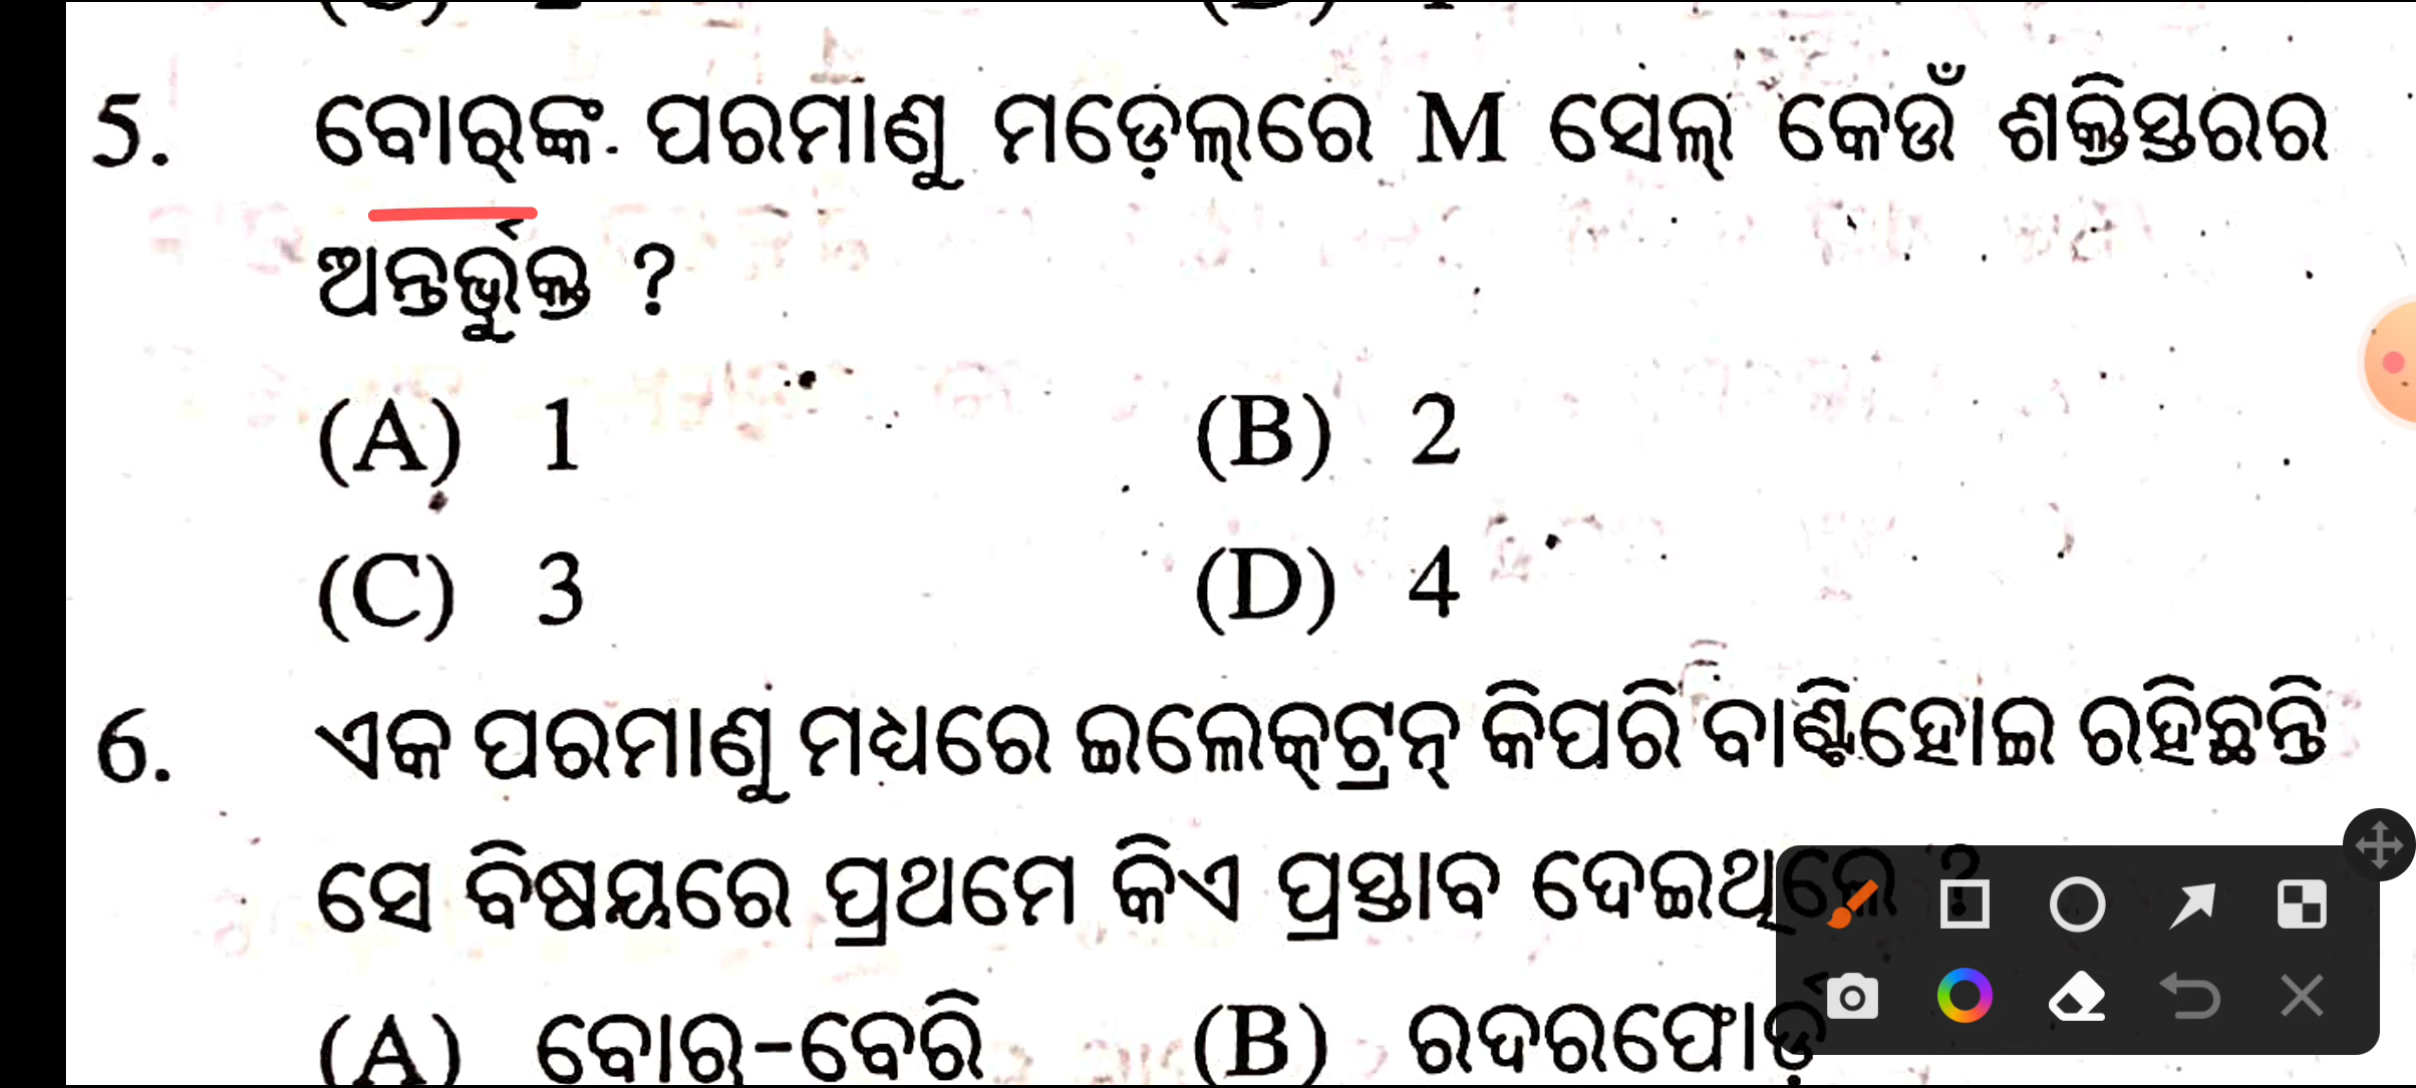 5. ବୋର୍‌ଙ୍କ ପରମାଣୁ ମଡ଼େଲ୍‌ରେ M ସେଲ୍ କେଉଁ ଶକ୍ତିସ୍ତରର
ଅନ୍ତର୍ଭୁକ୍ତ ?
(A) 1 (B) 2
(C) 3 (D) 4
6. ଏକ ପରମାଣୁ ମଧ୍ୟରେ ଇଲେକ୍‌ଟ୍ରନ୍ କିପରି ବାଣ୍ଟିହୋଇ ରହିଛନ୍ତି
ସେ ବିଷୟରେ ପ୍ରଥମେ କିଏ ପ୍ରସ୍ତାବ ଦେଇଥିଲେ ?
(A) ବୋର୍-ବେରି (B) ରଦରଫୋର୍ଡ଼